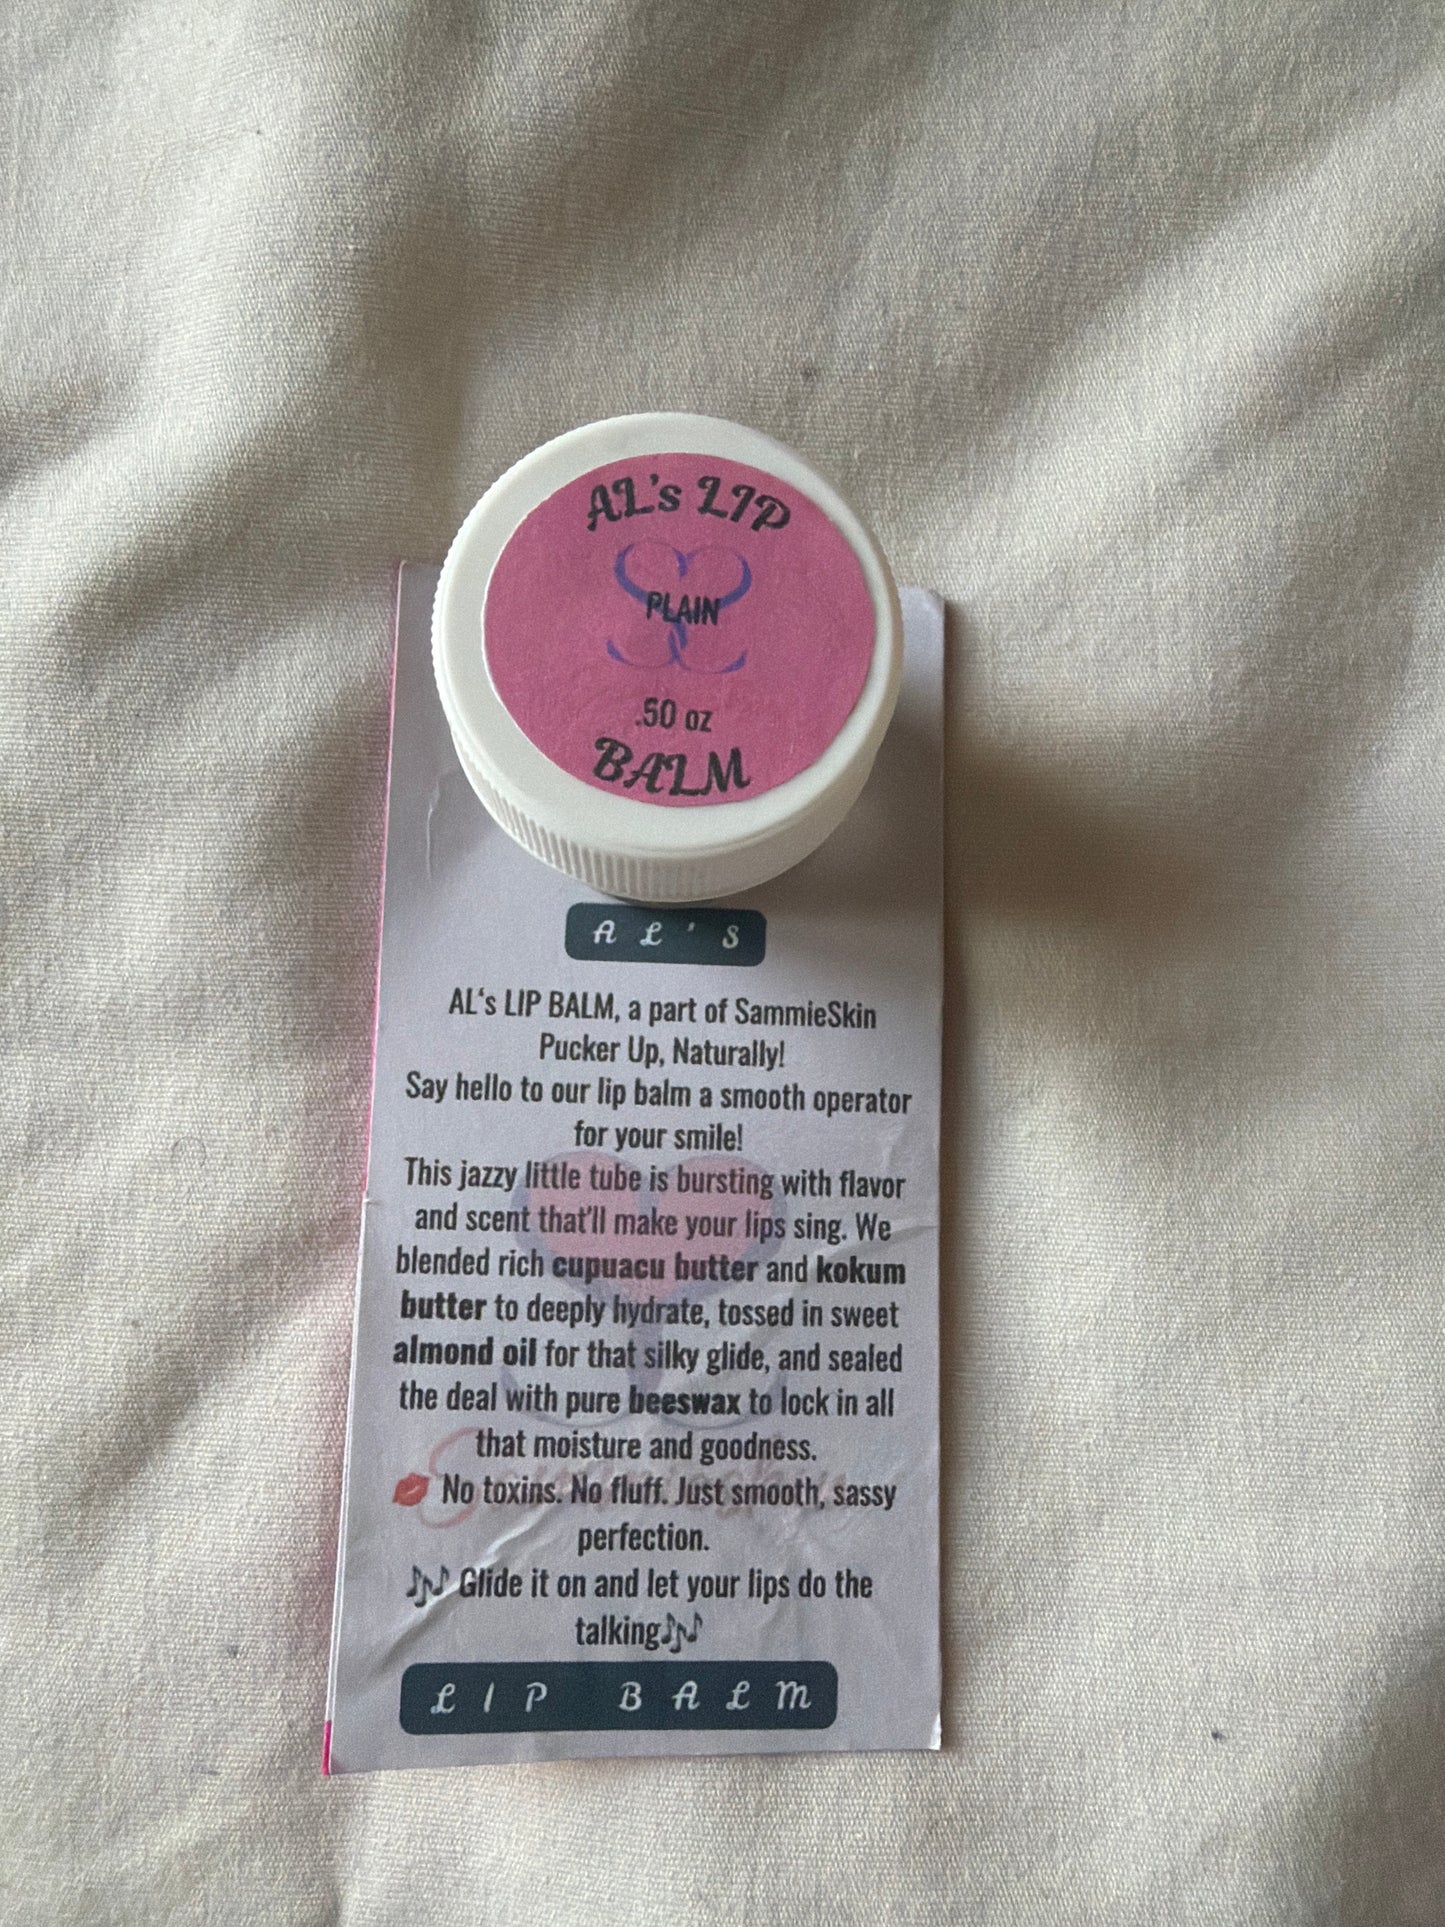 AL's LIP
PLAIN
.50 oz
BALM
AL'S
AL‘s LIP BALM, a part of SammieSkin
Pucker Up, Naturally!
Say hello to our lip balm a smooth operator
for your smile!
This jazzy little tube is bursting with flavor
and scent that'll make your lips sing. We
blended rich cupuacu butter and kokum
butter to deeply hydrate, tossed in sweet
almond oil for that silky glide, and sealed
the deal with pure beeswax to lock in all
that moisture and goodness.
💋 No toxins. No fluff. Just smooth, sassy
perfection.
🎶 Glide it on and let your lips do the
talking🎶
LIP BALM